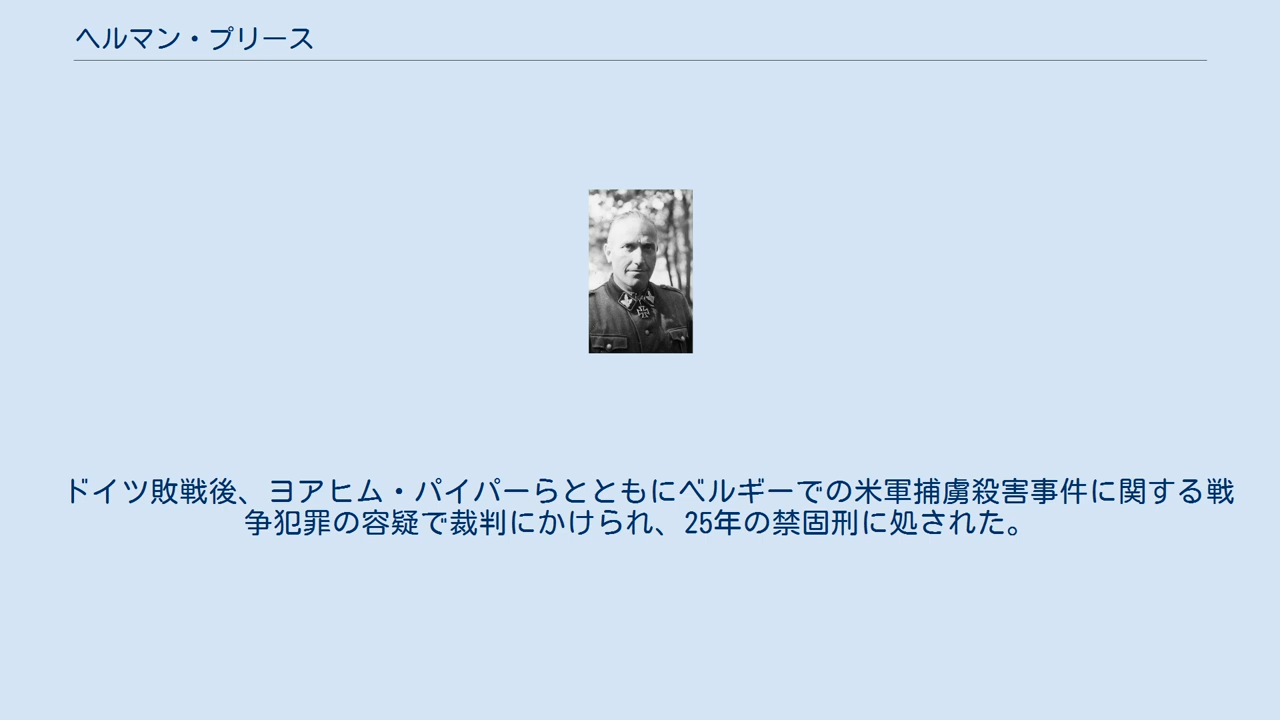 ヘルマン・プリース
ドイツ敗戦後、ヨアヒム・パイパーらとともにベルギーでの米軍捕虜殺害事件に関する戦
争犯罪の容疑で裁判にかけられ、25年の禁固刑に処された。